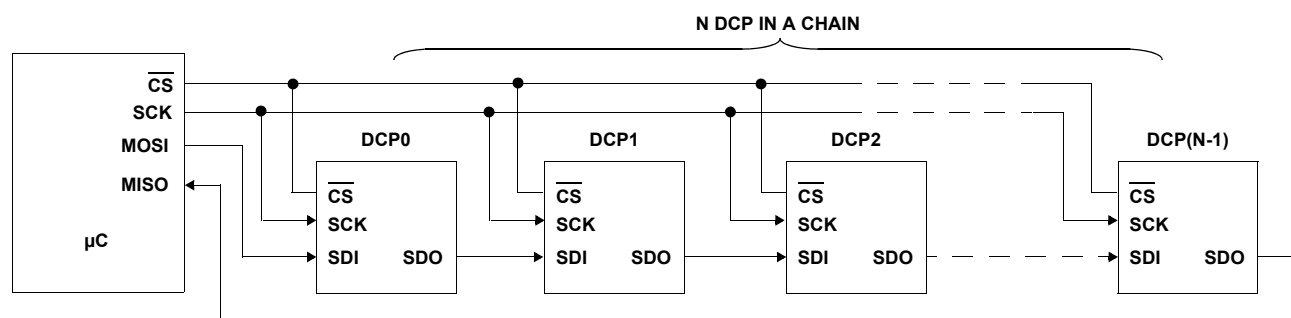 N DCP IN A CHAIN
CS
SCK
MOSI
MISO
µC
DCP0
CS
SCK
SDI SDO
DCP1
CS
SCK
SDI SDO
DCP2
CS
SCK
SDI SDO
DCP(N-1)
CS
SCK
SDI SDO